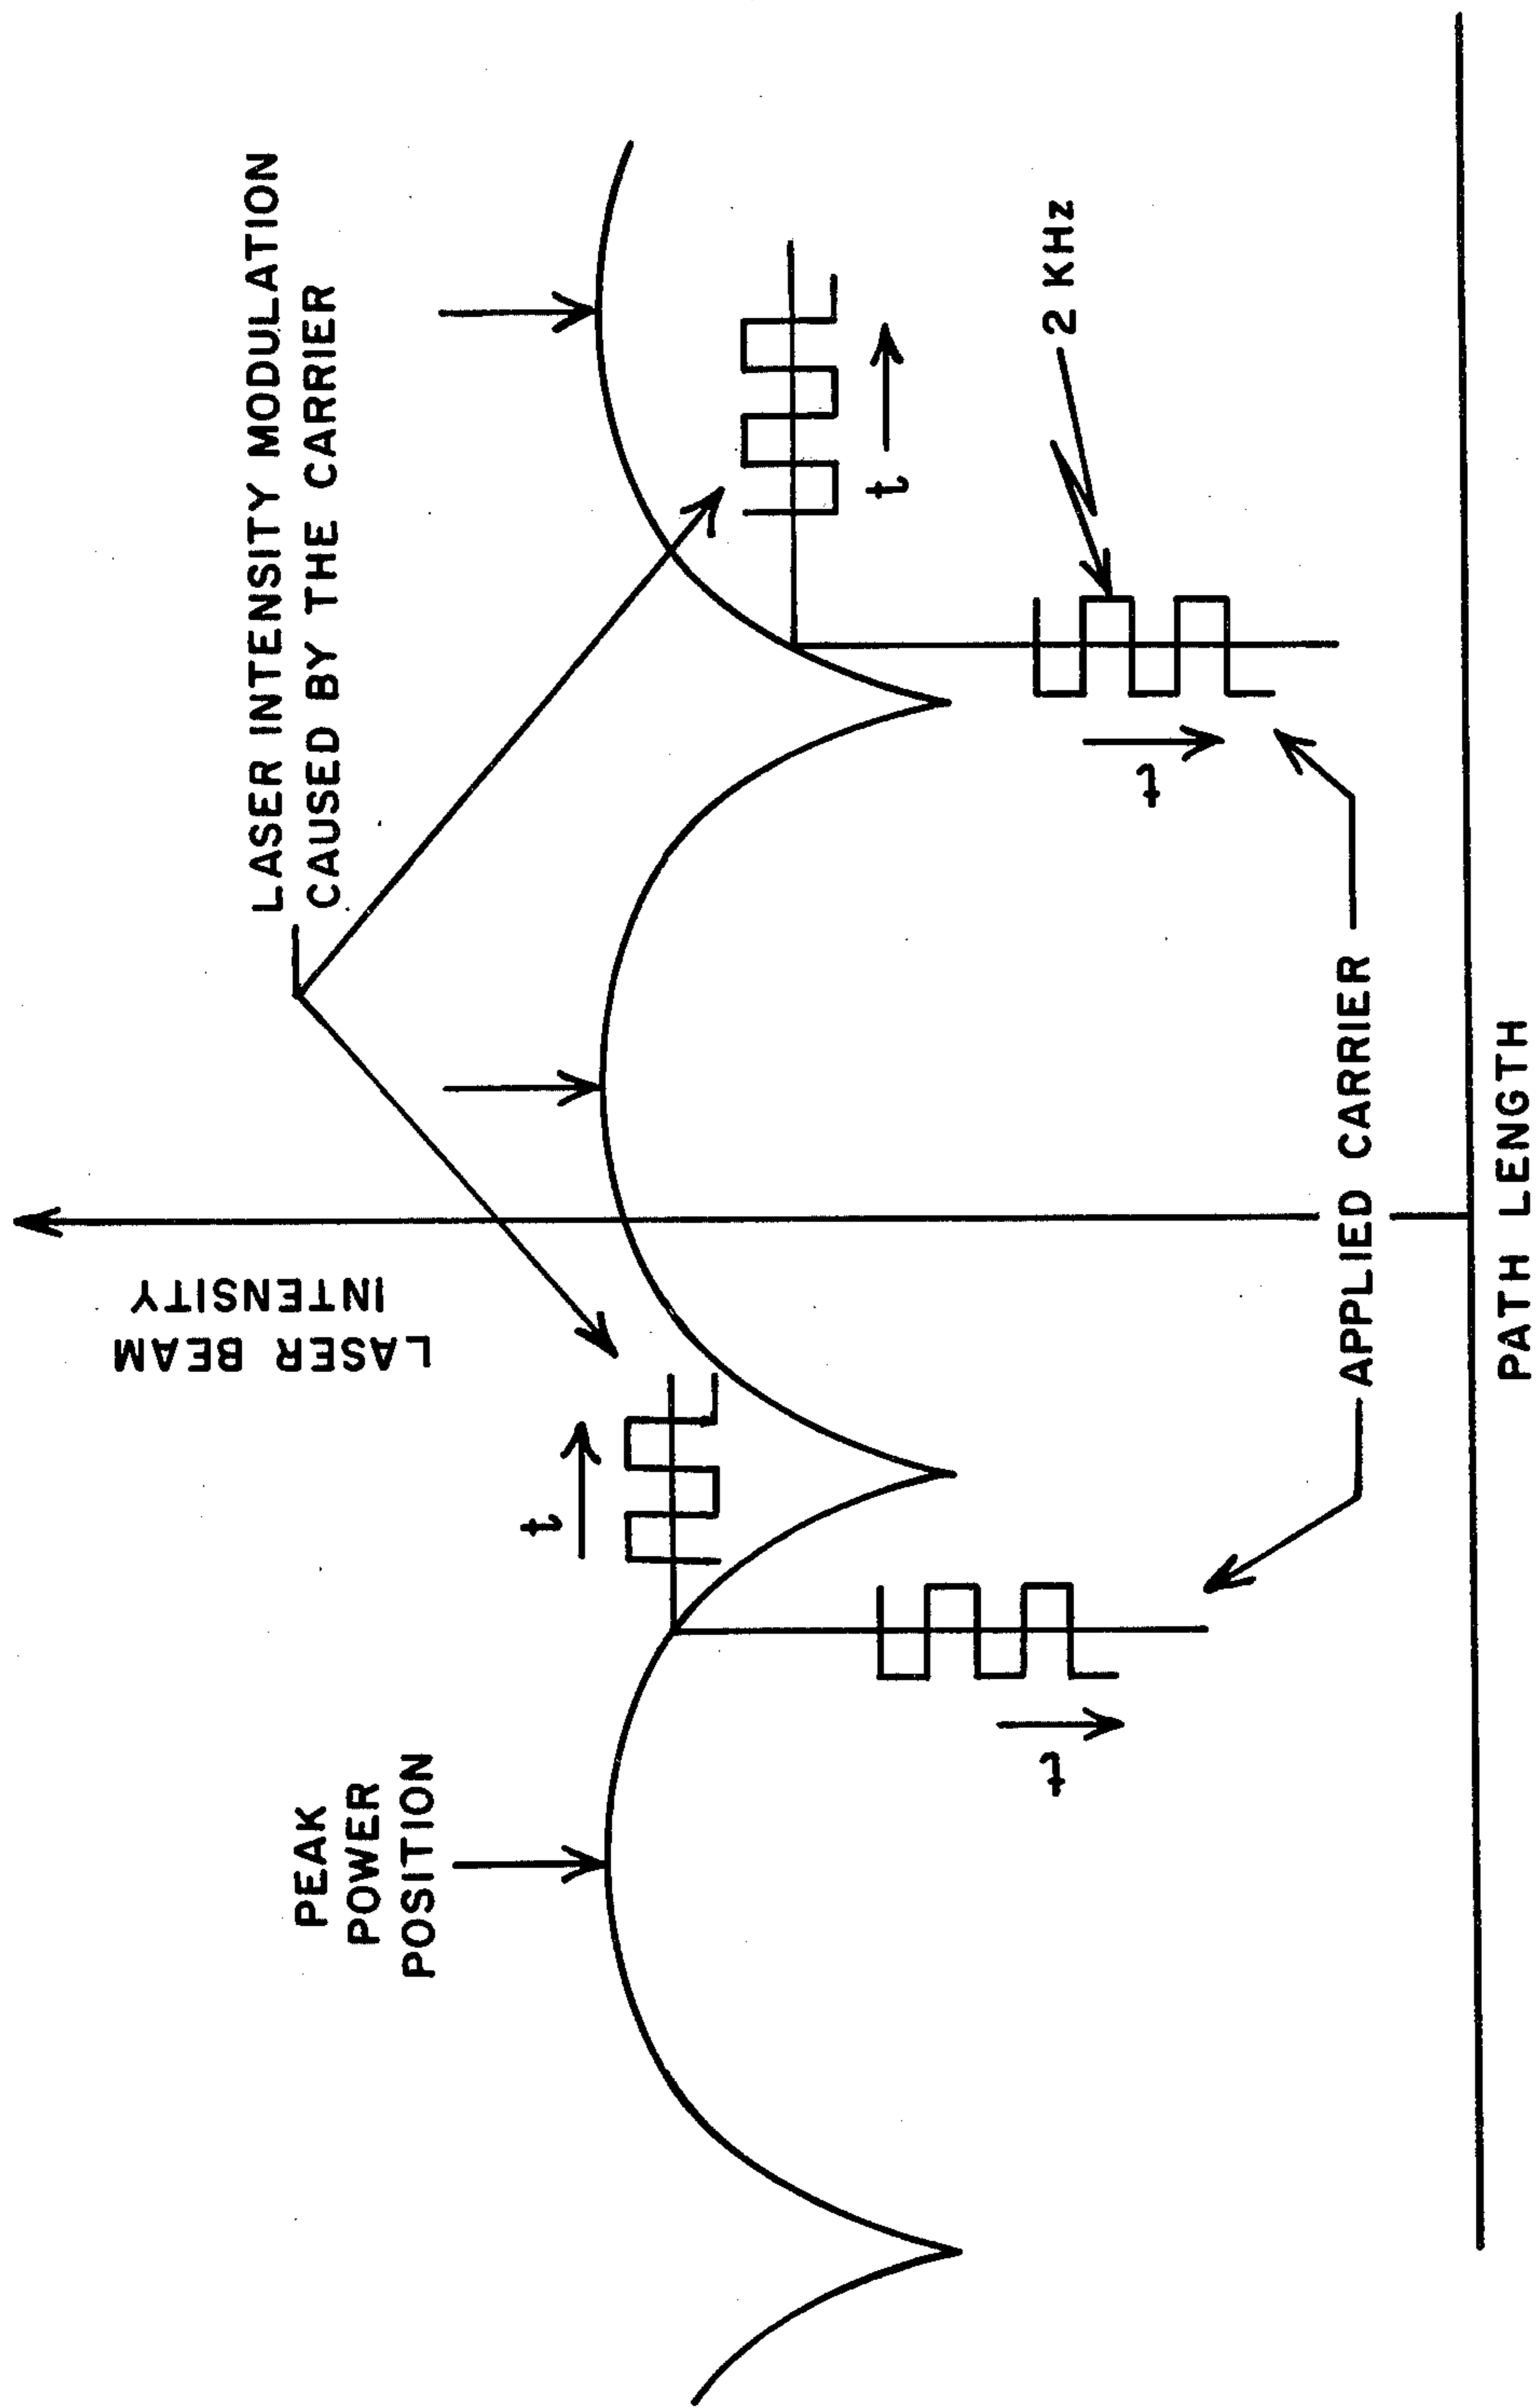 LASER INTENSITY MODULATION
CAUSED BY THE CARRIER
LASER BEAM
INTENSITY
PEAK
POWER
POSITION
t
t
2 KHz
t
t
APPLIED CARRIER
PATH LENGTH